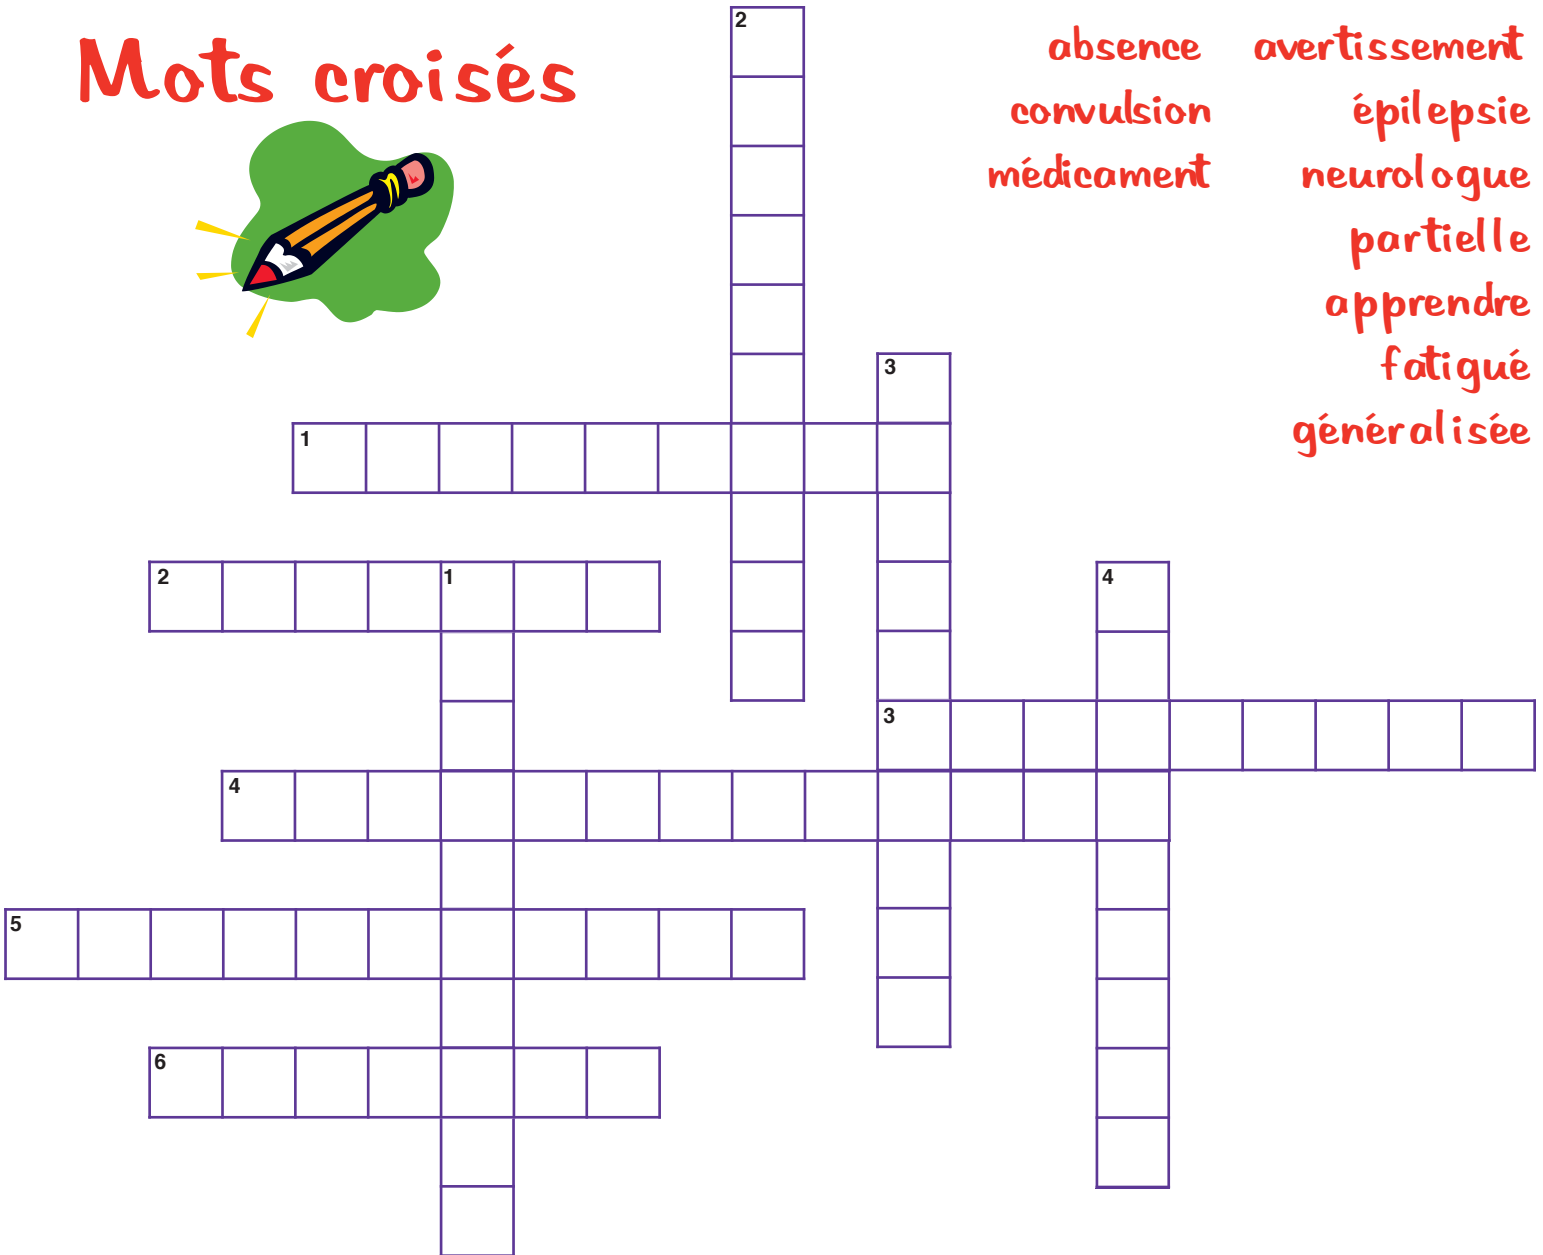 Mots croisés
absence avertissement
convulsion épilepsie
médicament neurologue
partielle
apprendre
fatigué
généralisée
2
3
1
2 1 4
3
4
5
6